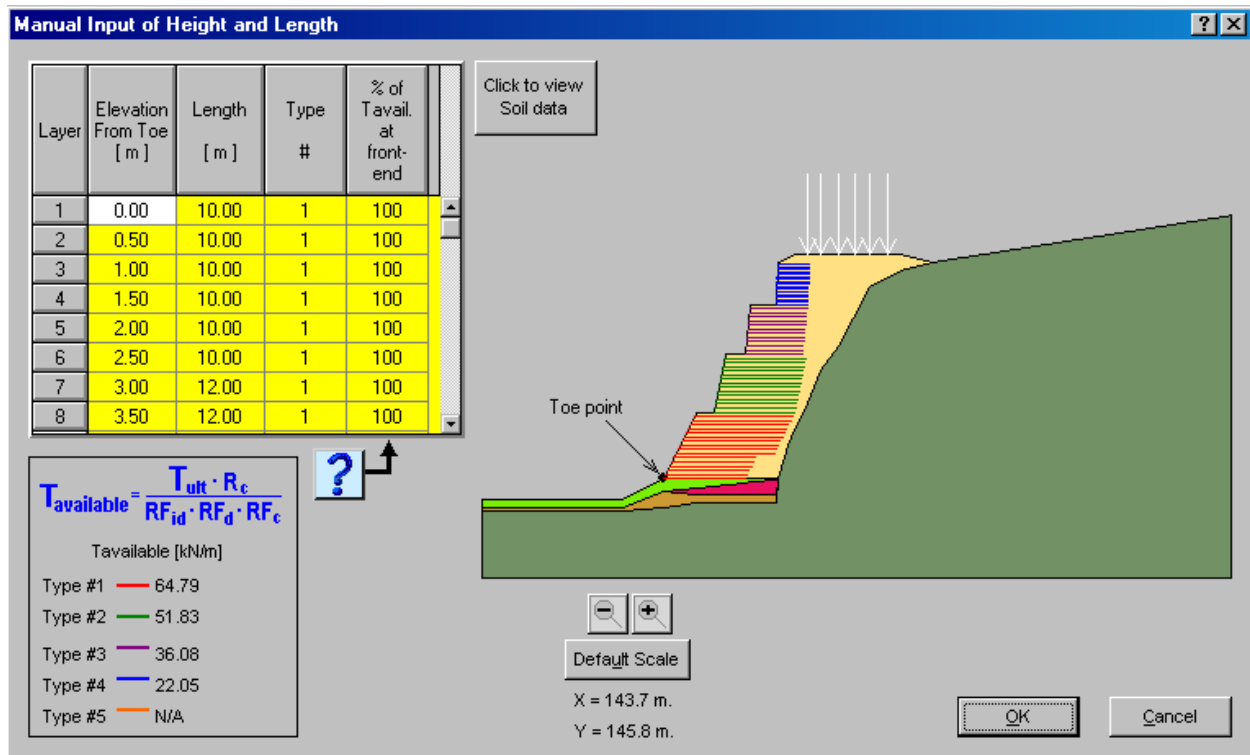 Manual Input of Height and Length
Layer
Elevation
From Toe
[ m ]
Length
[ m ]
Type
#
% of
Tavail.
at
front-
end
1 0.00 10.00 1 100
2 0.50 10.00 1 100
3 1.00 10.00 1 100
4 1.50 10.00 1 100
5 2.00 10.00 1 100
6 2.50 10.00 1 100
7 3.00 12.00 1 100
8 3.50 12.00 1 100
Click to view
Soil data
Toe point
?
Tavailable = Tult · Rc
RFid · RFd · RFc
Tavailable [kN/m]
Type #1 64.79
Type #2 51.83
Type #3 36.08
Type #4 22.05
Type #5 N/A
Default Scale
X = 143.7 m.
Y = 145.8 m.
OK
Cancel